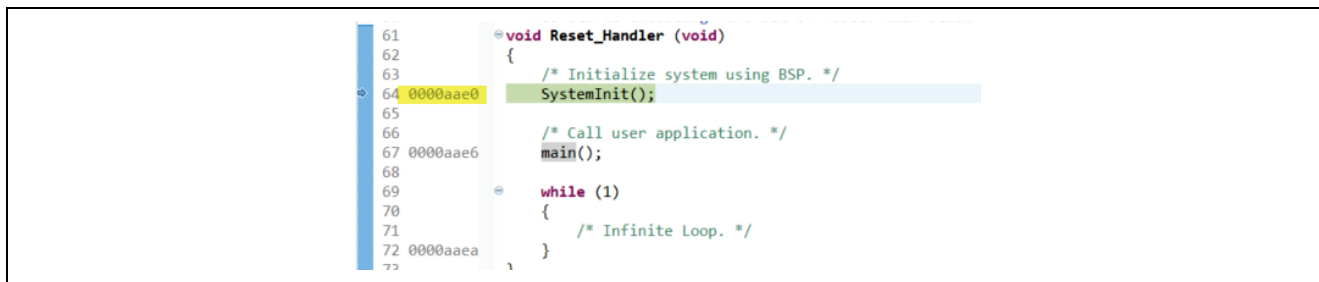 61 void Reset_Handler (void)
62 {
63 /* Initialize system using BSP. */
64 0000aae0 SystemInit();
65
66 /* Call user application. */
67 0000aae6 main();
68
69 while (1)
70 {
71 /* Infinite Loop. */
72 0000aaea }